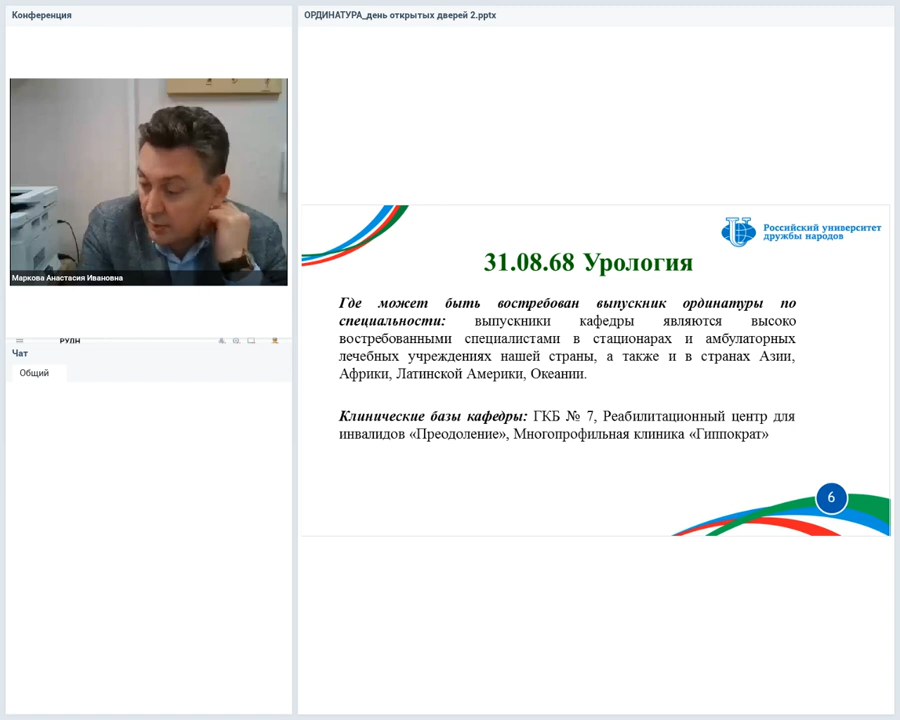 Конференция
ОРДИНАТУРА_день открытых дверей 2.pptx
Маркова Анастасия Ивановна
РУДН
Чат
Общий
Российский университет
дружбы народов
31.08.68 Урология
Где может быть востребован выпускник ординатуры по
специальности: выпускники кафедры являются высоко
востребованными специалистами в стационарах и амбулаторных
лечебных учреждениях нашей страны, а также и в странах Азии,
Африки, Латинской Америки, Океании.
Клинические базы кафедры: ГКБ № 7, Реабилитационный центр для
инвалидов «Преодоление», Многопрофильная клиника «Гиппократ»
6